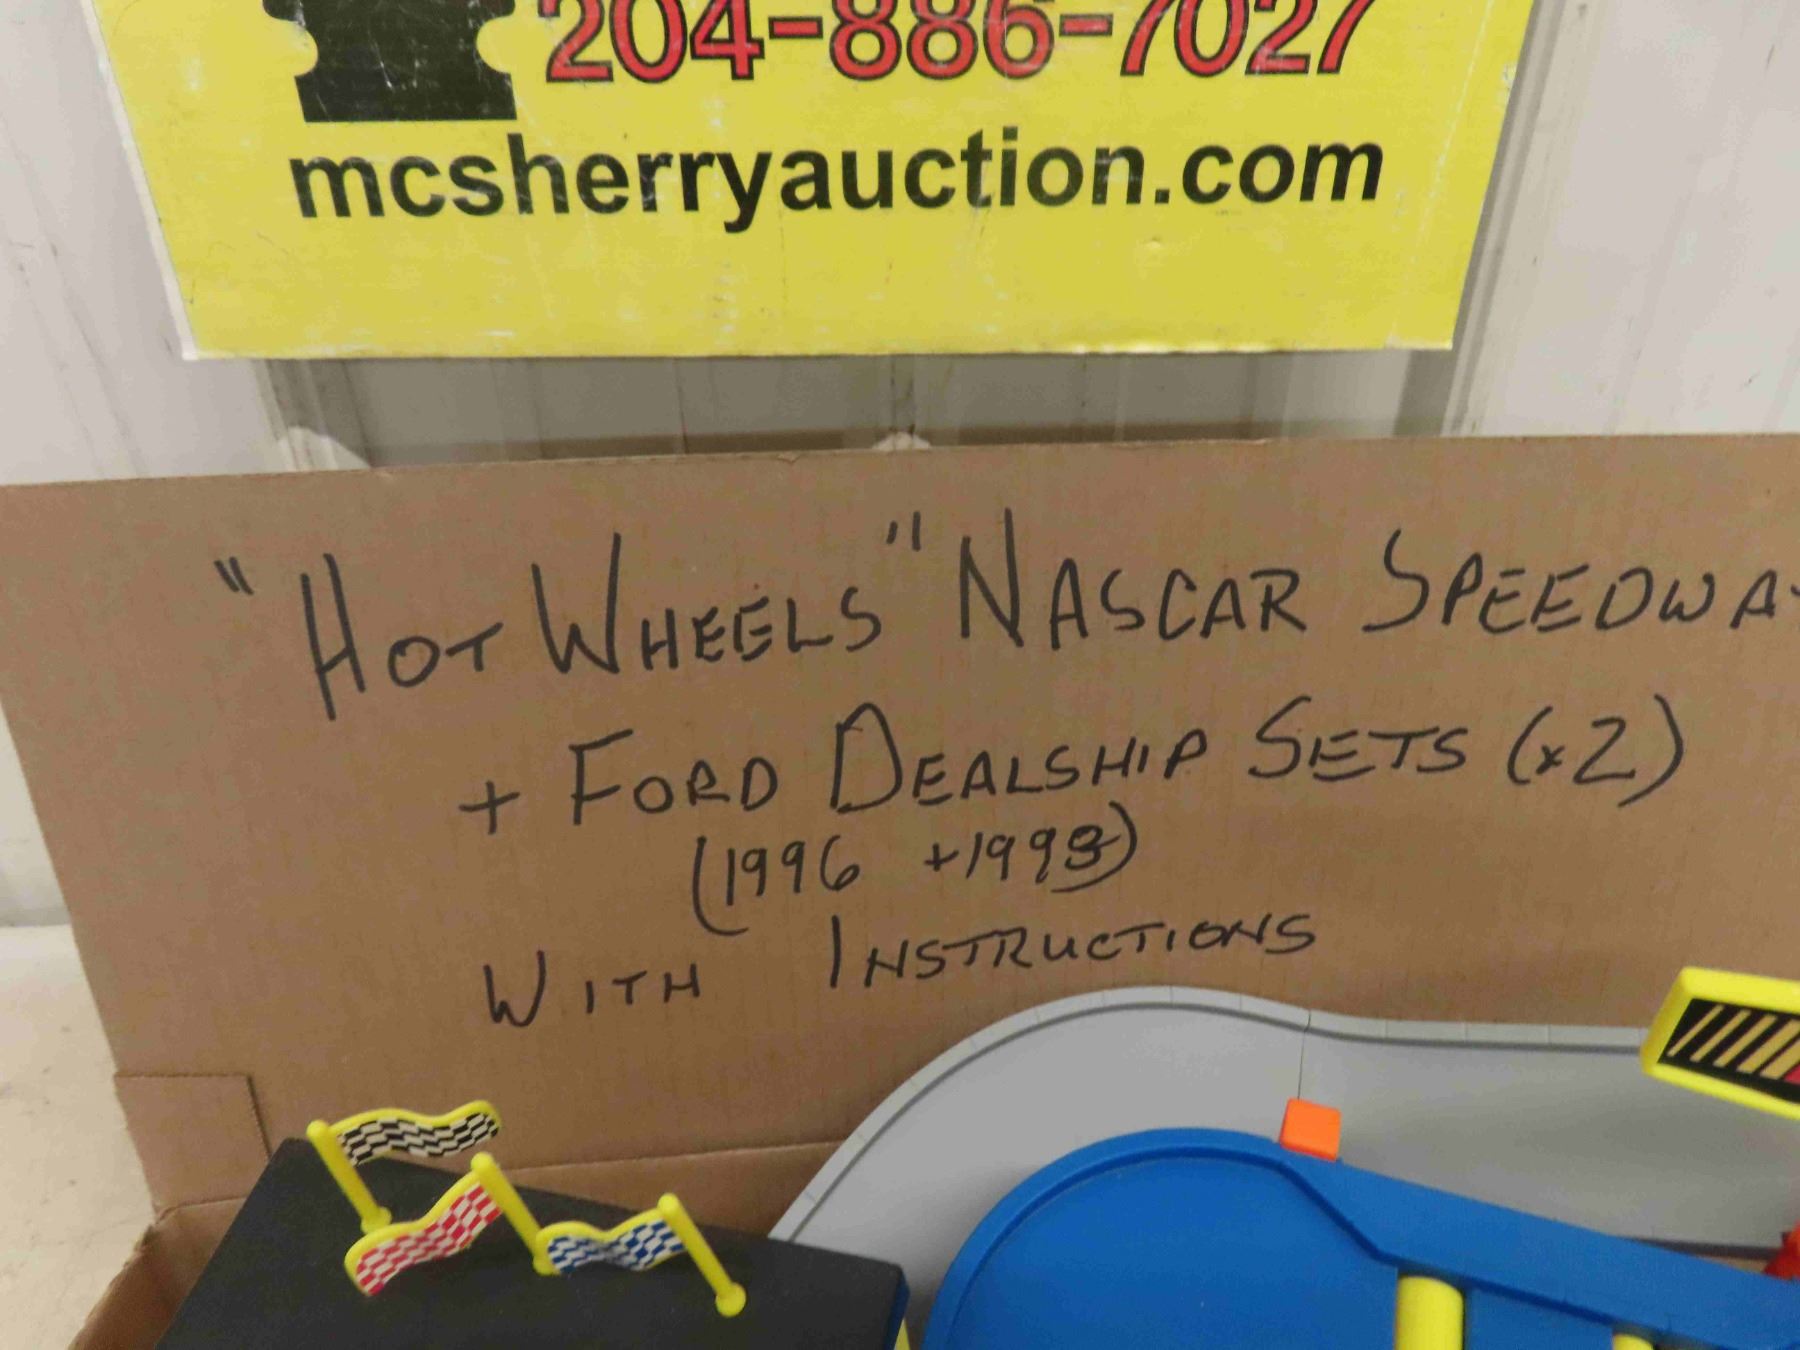 204-886-7027
mcsherryauction.com
"HOT WHEELS" NASCAR SPEEDWA
+ FORD DEALSHIP SETS (x2)
(1996 + 1998)
WITH INSTRUCTIONS